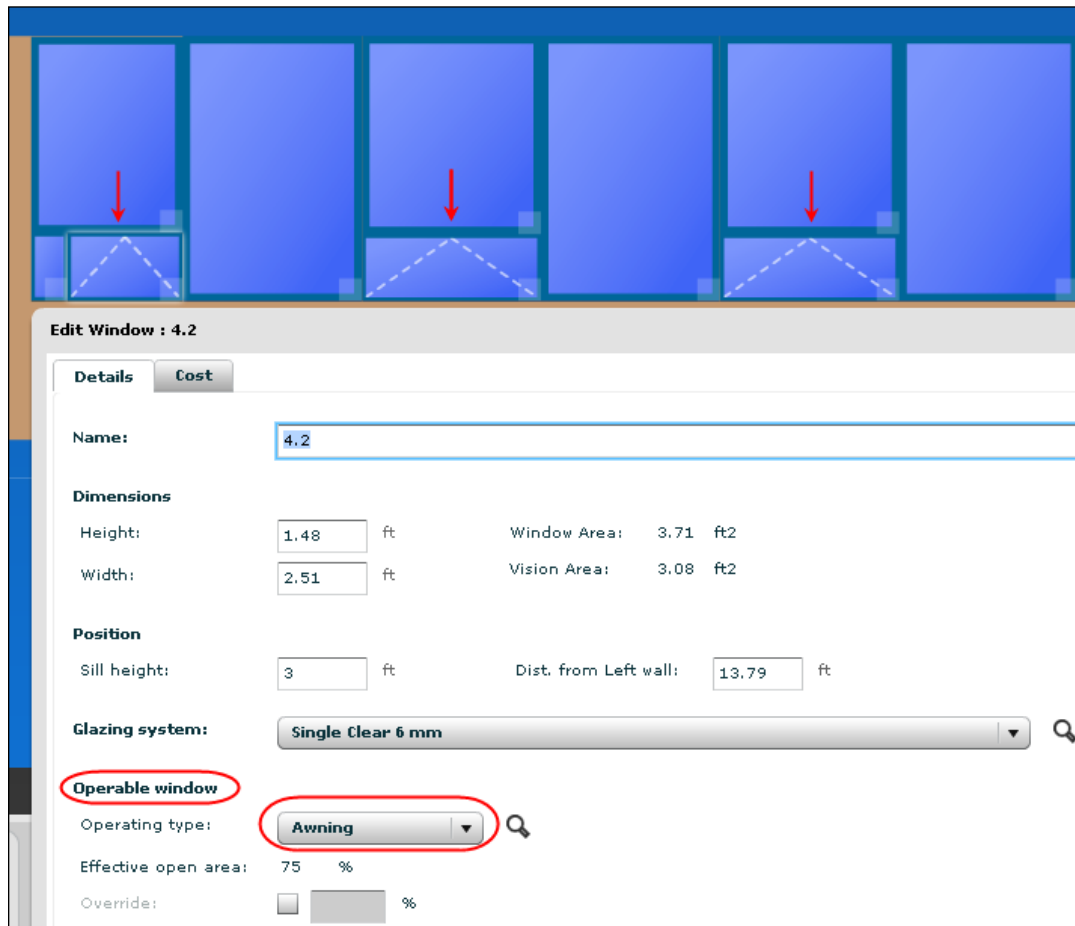 Edit Window : 4.2
Details Cost
Name: 4.2
Dimensions
Height: 1.48 ft Window Area: 3.71 ft2
Width: 2.51 ft Vision Area: 3.08 ft2
Position
Sill height: 3 ft Dist. from Left wall: 13.79 ft
Glazing system: Single Clear 6 mm
Operable window
Operating type: Awning
Effective open area: 75 %
Override: %